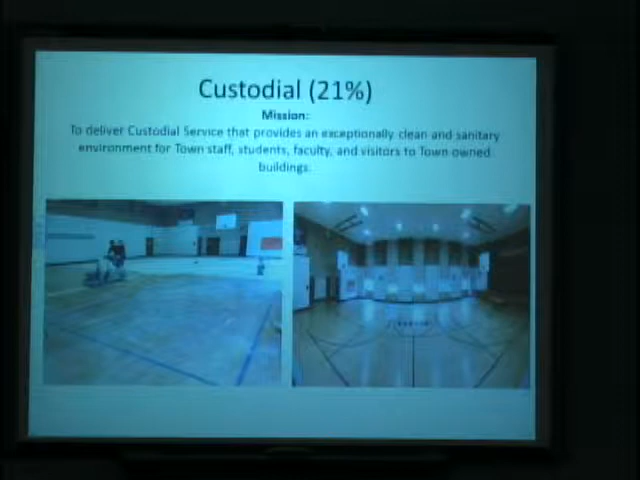 Custodial (21%)
Mission:
To deliver Custodial Service that provides an exceptionally clean and sanitary
environment for Town staff, students, faculty, and visitors to Town owned
buildings.